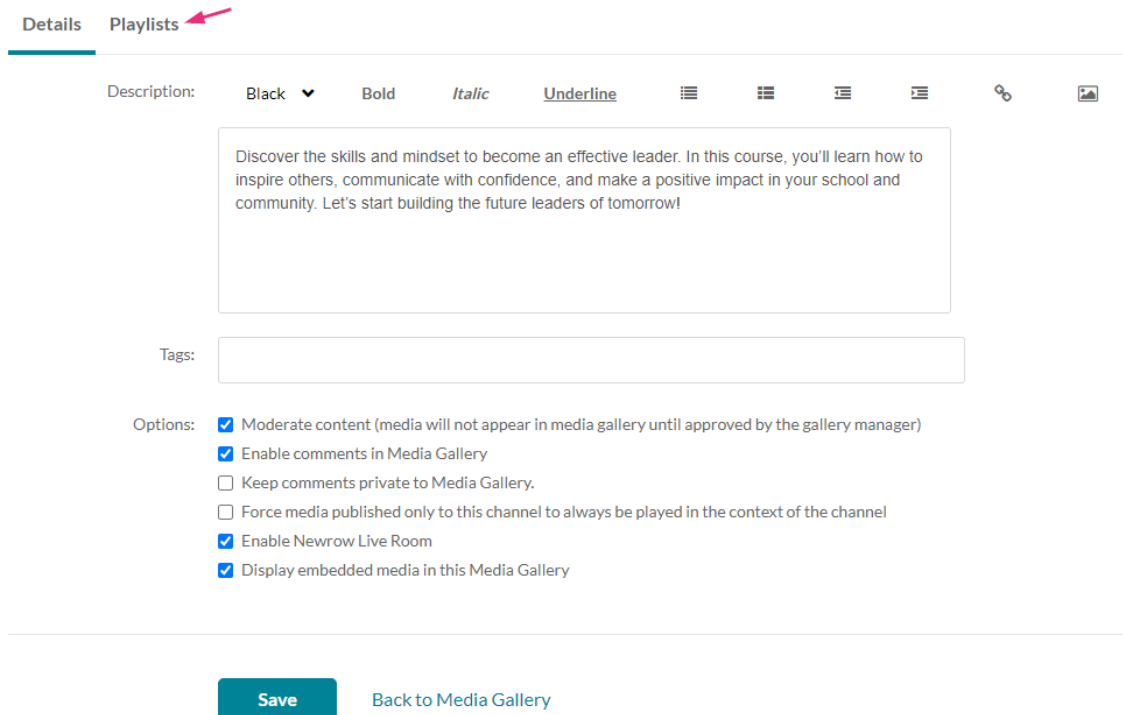 Details Playlists
Description: Black Bold Italic Underline
Discover the skills and mindset to become an effective leader. In this course, you’ll learn how to
inspire others, communicate with confidence, and make a positive impact in your school and
community. Let’s start building the future leaders of tomorrow!
Tags:
Options: Moderate content (media will not appear in media gallery until approved by the gallery manager)
Enable comments in Media Gallery
Keep comments private to Media Gallery.
Force media published only to this channel to always be played in the context of the channel
Enable Newrow Live Room
Display embedded media in this Media Gallery
Save Back to Media Gallery